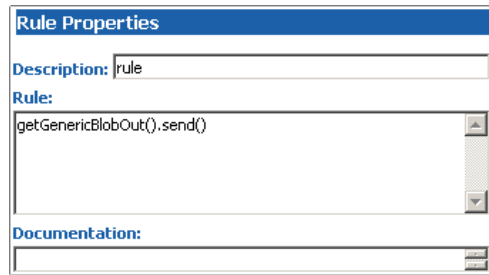 Rule Properties
Description: rule
Rule:
getGenericBlobOut().send()
Documentation: